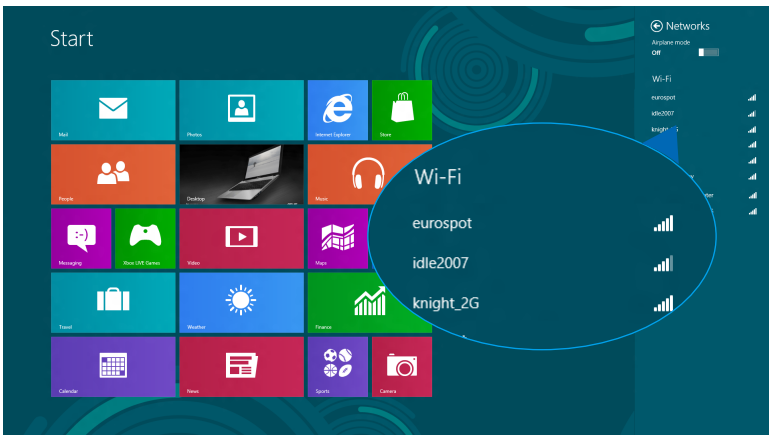 Start
Mail
Photos
Internet Explorer
Store
People
Desktop
Music
Messaging
Xbox LIVE Games
Video
Maps
Travel
Weather
Finance
Calendar
News
Sports
Camera
Networks
Airplane mode
Off
Wi-Fi
eurospot
idle2007
Wi-Fi
eurospot
idle2007
knight_2G